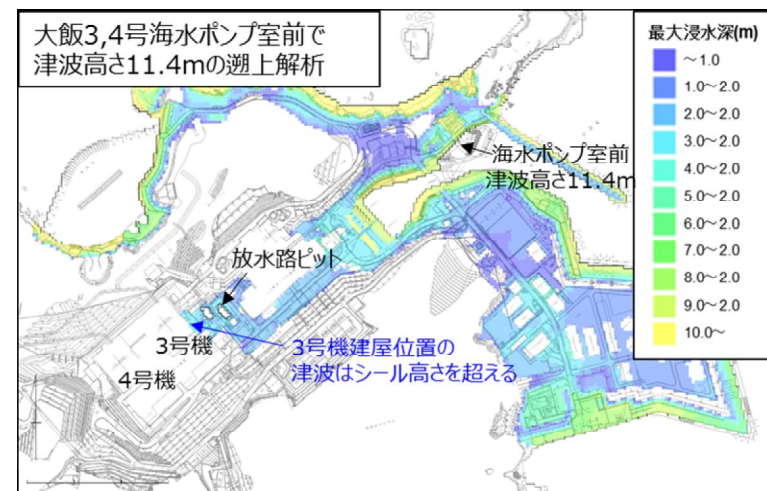 大飯3,4号海水ポンプ室前で
津波高さ11.4mの遡上解析
最大浸水深(m)
～1.0
1.0～2.0
2.0～2.0
3.0～2.0
4.0～2.0
5.0～2.0
6.0～2.0
7.0～2.0
8.0～2.0
9.0～2.0
10.0～
海水ポンプ室前
津波高さ11.4m
放水路ピット
3号機
4号機
3号機建屋位置の
津波はシール高さを超える